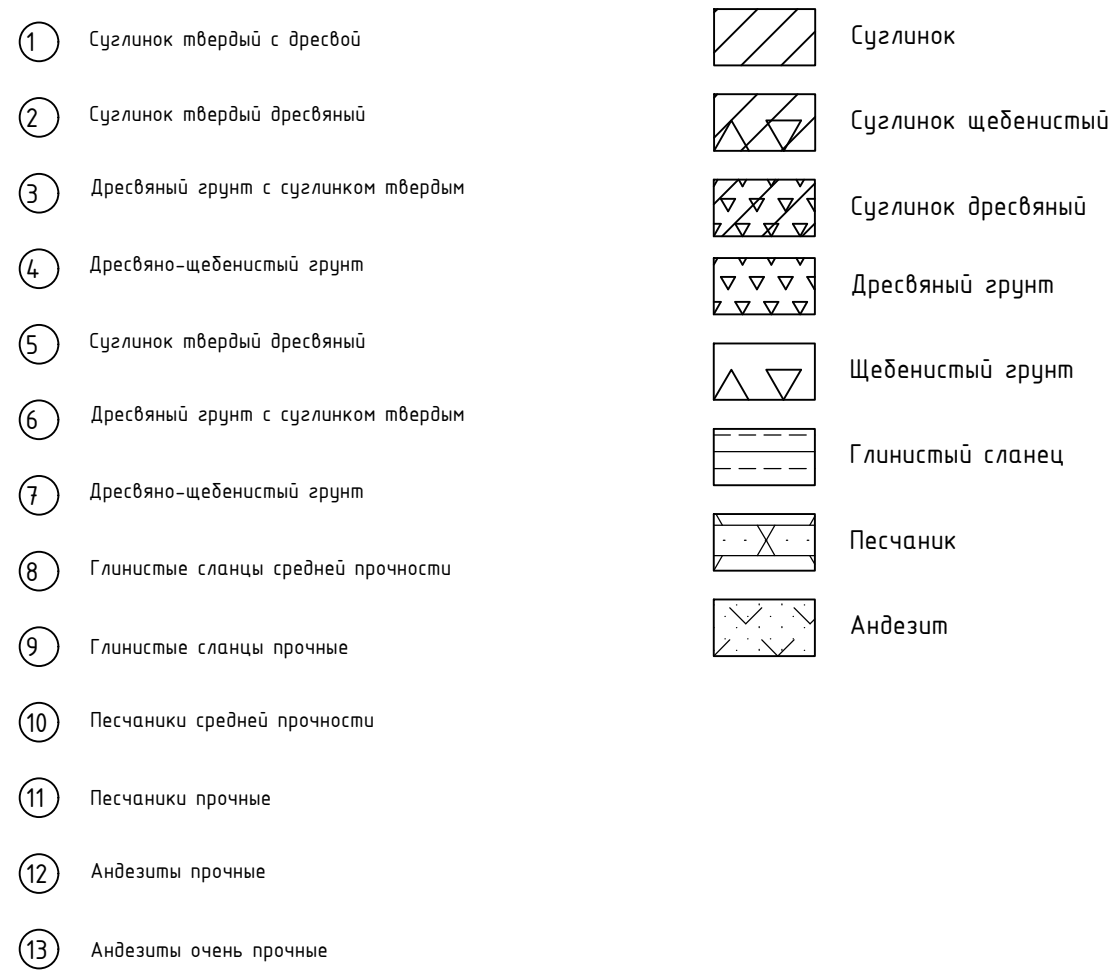 1 Суглинок твердый с дресвой
2 Суглинок твердый дресвяный
3 Дресвяный грунт с суглинком твердым
4 Дресвяно-щебенистый грунт
5 Суглинок твердый дресвяный
6 Дресвяный грунт с суглинком твердым
7 Дресвяно-щебенистый грунт
8 Глинистые сланцы средней прочности
9 Глинистые сланцы прочные
10 Песчаники средней прочности
11 Песчаники прочные
12 Андезиты прочные
13 Андезиты очень прочные
Суглинок
Суглинок щебенистый
Суглинок дресвяный
Дресвяный грунт
Щебенистый грунт
Глинистый сланец
Песчаник
Андезит